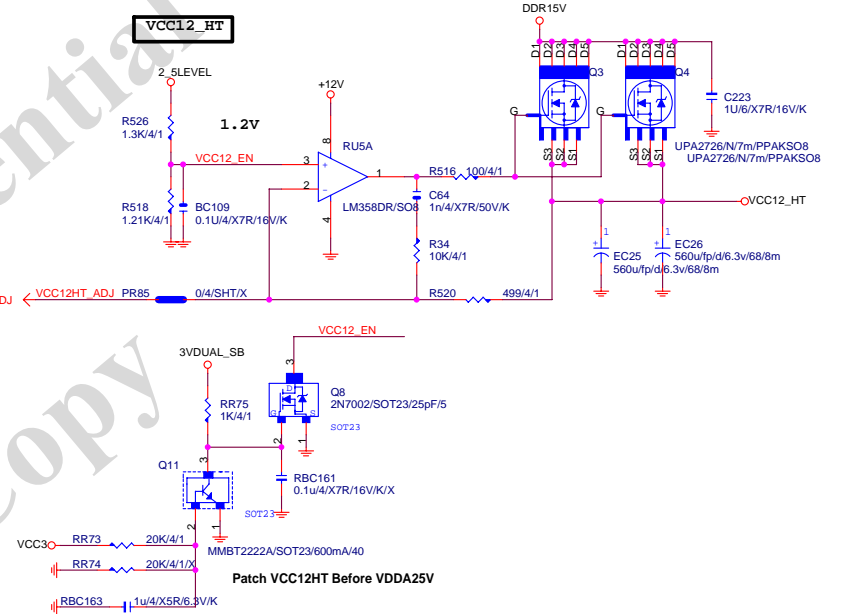 VCC12_HT
DDR15V
D1
D2
D3
D4
D5
D1
D2
D3
D4
D5
Q3
Q4
G
G
S3
S2
S1
S3
S2
S1
C223
1U/6/X7R/16V/K
UPA2726/N/7m/PPAKSO8
UPA2726/N/7m/PPAKSO8
2_5LEVEL
R526
1.3K/4/1
1.2V
VCC12_EN
R518
1.21K/4/1
BC109
0.1U/4/X7R/16V/K
+12V
8
RU5A
3
+
2
-
1
4
LM358DR/SO8
R516
100/4/1
C64
1n/4/X7R/50V/K
R34
10K/4/1
VCC12_HT
1
+
EC25
560u/fp/d/6.3v/68/8m
1
+
EC26
560u/fp/d/6.3v/68/8m
DJ
VCC12HT_ADJ
PR85
0/4/SHT/X
R520
499/4/1
VCC12_EN
3VDUAL_SB
RR75
1K/4/1
3
D
G
S
Q8
2N7002/SOT23/25pF/5
SOT23
2
1
Q11
3
RBC161
0.1u/4/X7R/16V/K/X
SOT23
2
1
MMBT2222A/SOT23/600mA/40
VCC3
RR73
20K/4/1
RR74
20K/4/1/X
Patch VCC12HT Before VDDA25V
RBC163
1u/4/X5R/6.3V/K
ential
Copy